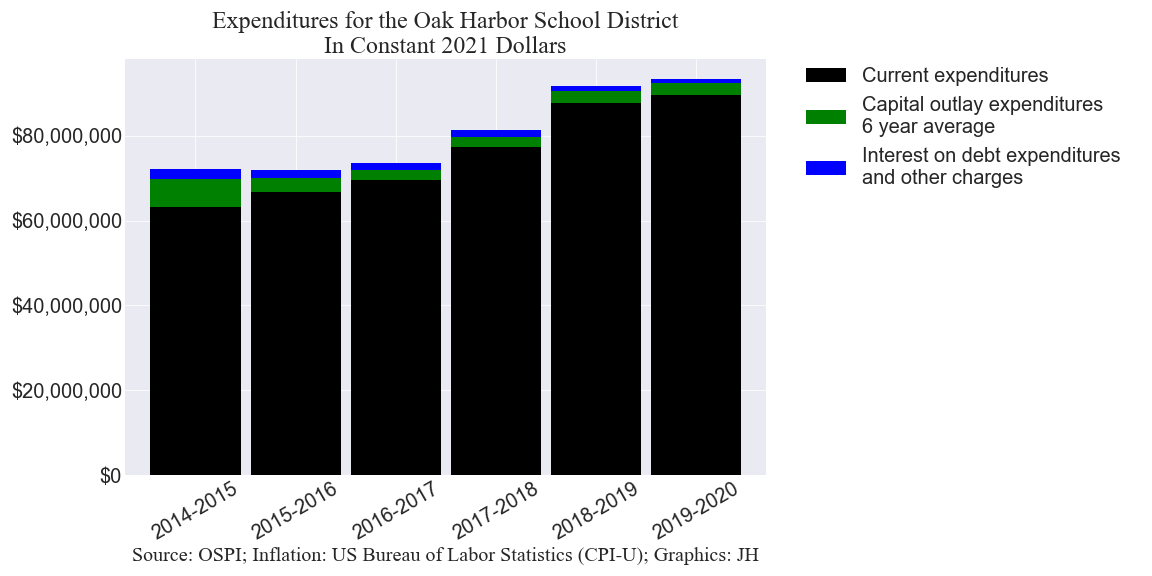 Expenditures for the Oak Harbor School District
In Constant 2021 Dollars
Current expenditures
Capital outlay expenditures
6 year average
Interest on debt expenditures
and other charges
$80,000,000
$60,000,000
$40,000,000
$20,000,000
$0
2014-2015
2015-2016
2016-2017
2017-2018
2018-2019
2019-2020
Source: OSPI; Inflation: US Bureau of Labor Statistics (CPI-U); Graphics: JH